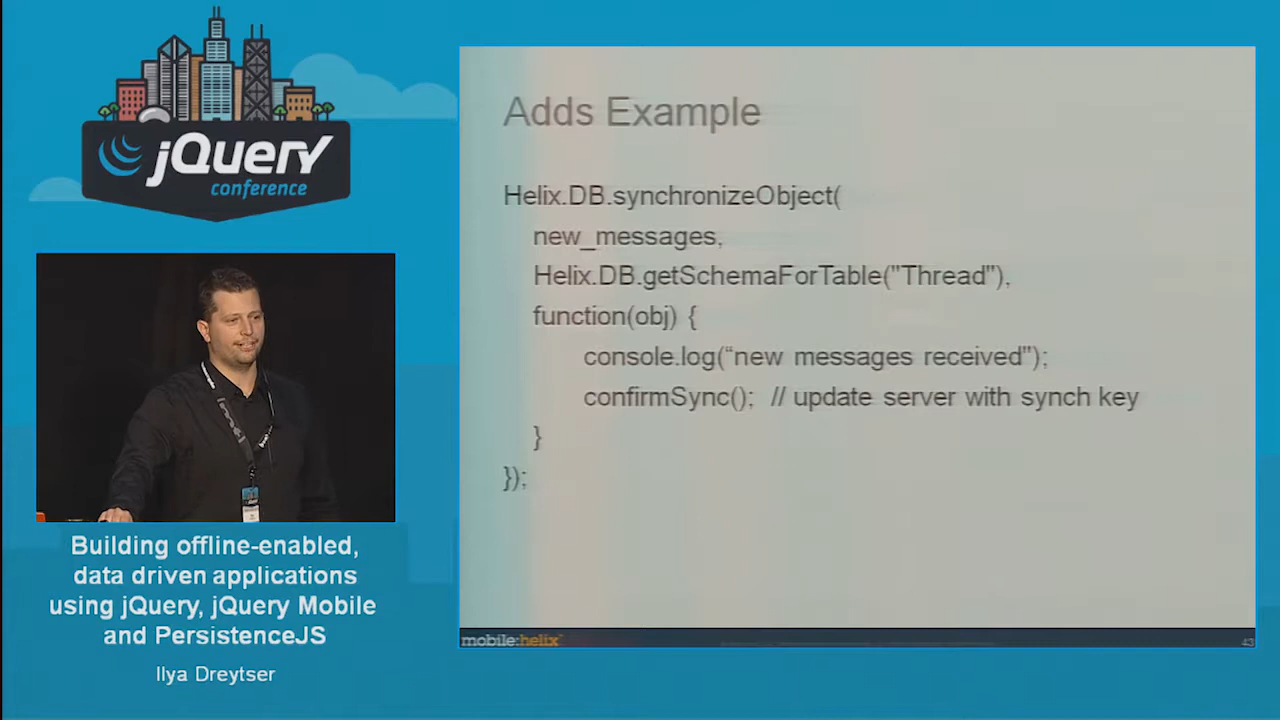 jQuery
conference
Building offline-enabled,
data driven applications
using jQuery, jQuery Mobile
and PersistenceJS
Ilya Dreytser
Adds Example
Helix.DB.synchronizeObject(
new_messages,
Helix.DB.getSchemaForTable("Thread"),
function(obj) {
console.log(“new messages received");
confirmSync(); // update server with synch key
}
});
mobile:helix
43